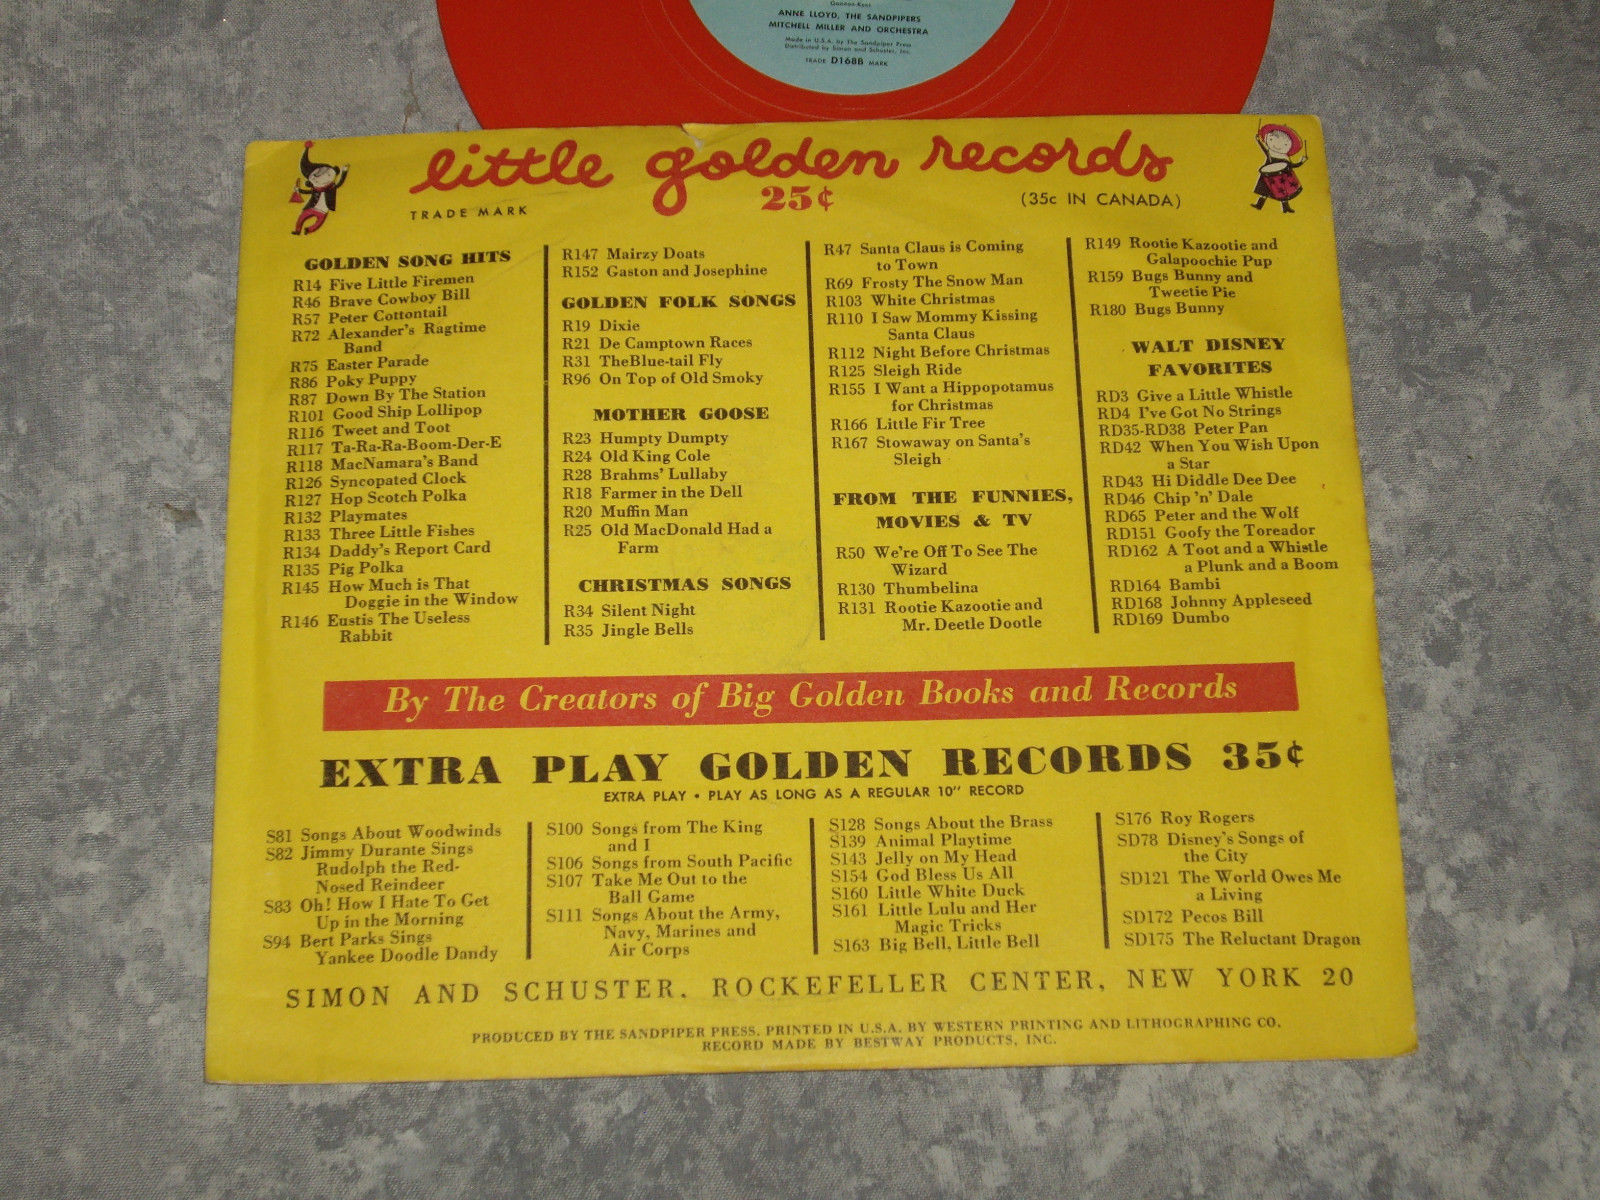 Gannon-Kent
ANNE LLOYD, THE SANDPIPERS
MITCHELL MILLER AND ORCHESTRA
Made in U.S.A. by The Sandpiper Press
Distributed by Simon and Schuster, Inc.
TRADE D168B MARK
little golden records
TRADE MARK
25¢
(35c IN CANADA)
GOLDEN SONG HITS
R14 Five Little Firemen
R46 Brave Cowboy Bill
R57 Peter Cottontail
R72 Alexander's Ragtime
Band
R75 Easter Parade
R86 Poky Puppy
R87 Down By The Station
R101 Good Ship Lollipop
R116 Tweet and Toot
R117 Ta-Ra-Ra-Boom-Der-E
R118 MacNamara's Band
R126 Syncopated Clock
R127 Hop Scotch Polka
R132 Playmates
R133 Three Little Fishes
R134 Daddy's Report Card
R135 Pig Polka
R145 How Much is That
Doggie in the Window
R146 Eustis The Useless
Rabbit
R147 Mairzy Doats
R152 Gaston and Josephine
GOLDEN FOLK SONGS
R19 Dixie
R21 De Camptown Races
R31 TheBlue-tail Fly
R96 On Top of Old Smoky
MOTHER GOOSE
R23 Humpty Dumpty
R24 Old King Cole
R28 Brahms' Lullaby
R18 Farmer in the Dell
R20 Muffin Man
R25 Old MacDonald Had a
Farm
CHRISTMAS SONGS
R34 Silent Night
R35 Jingle Bells
R47 Santa Claus is Coming
to Town
R69 Frosty The Snow Man
R103 White Christmas
R110 I Saw Mommy Kissing
Santa Claus
R112 Night Before Christmas
R125 Sleigh Ride
R155 I Want a Hippopotamus
for Christmas
R166 Little Fir Tree
R167 Stowaway on Santa's
Sleigh
FROM THE FUNNIES,
MOVIES & TV
R50 We're Off To See The
Wizard
R130 Thumbelina
R131 Rootie Kazootie and
Mr. Deetle Dootle
R149 Rootie Kazootie and
Galapoochie Pup
R159 Bugs Bunny and
Tweetie Pie
R180 Bugs Bunny
WALT DISNEY
FAVORITES
RD3 Give a Little Whistle
RD4 I've Got No Strings
RD35-RD38 Peter Pan
RD42 When You Wish Upon
a Star
RD43 Hi Diddle Dee Dee
RD46 Chip 'n' Dale
RD65 Peter and the Wolf
RD151 Goofy the Toreador
RD162 A Toot and a Whistle
a Plunk and a Boom
RD164 Bambi
RD168 Johnny Appleseed
RD169 Dumbo
By The Creators of Big Golden Books and Records
EXTRA PLAY GOLDEN RECORDS 35¢
EXTRA PLAY • PLAY AS LONG AS A REGULAR 10" RECORD
S81 Songs About Woodwinds
S82 Jimmy Durante Sings
Rudolph the Red-
Nosed Reindeer
S83 Oh! How I Hate To Get
Up in the Morning
S94 Bert Parks Sings
Yankee Doodle Dandy
S100 Songs from The King
and I
S106 Songs from South Pacific
S107 Take Me Out to the
Ball Game
S111 Songs About the Army,
Navy, Marines and
Air Corps
S128 Songs About the Brass
S139 Animal Playtime
S143 Jelly on My Head
S154 God Bless Us All
S160 Little White Duck
S161 Little Lulu and Her
Magic Tricks
S163 Big Bell, Little Bell
S176 Roy Rogers
SD78 Disney's Songs of
the City
SD121 The World Owes Me
a Living
SD172 Pecos Bill
SD175 The Reluctant Dragon
SIMON AND SCHUSTER, ROCKEFELLER CENTER, NEW YORK 20
PRODUCED BY THE SANDPIPER PRESS. PRINTED IN U.S.A. BY WESTERN PRINTING AND LITHOGRAPHING CO.
RECORD MADE BY BESTWAY PRODUCTS, INC.